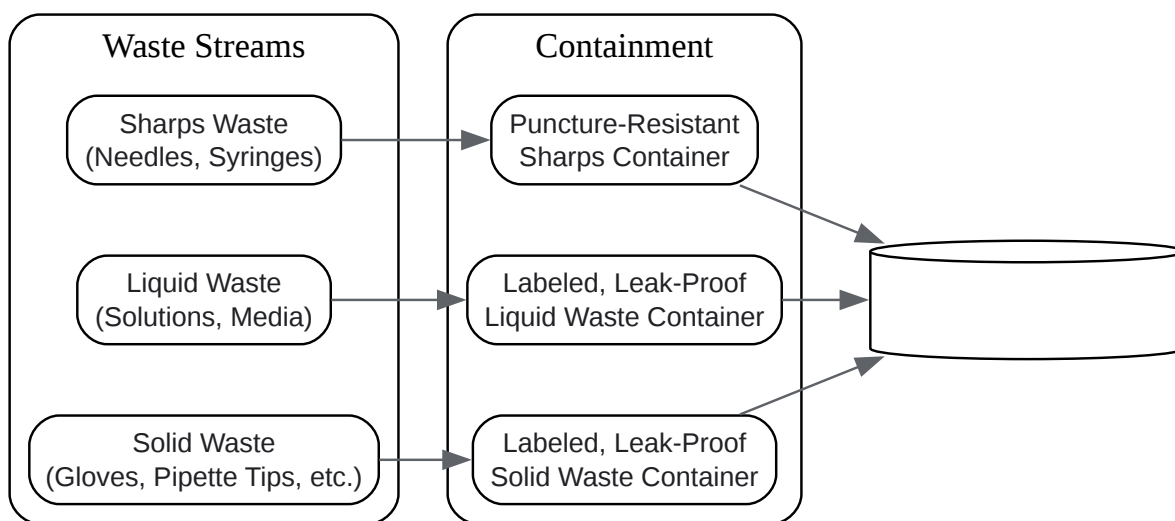 Waste Streams
Containment
Sharps Waste
(Needles, Syringes)
Puncture-Resistant
Sharps Container
Liquid Waste
(Solutions, Media)
Labeled, Leak-Proof
Liquid Waste Container
Solid Waste
(Gloves, Pipette Tips, etc.)
Labeled, Leak-Proof
Solid Waste Container